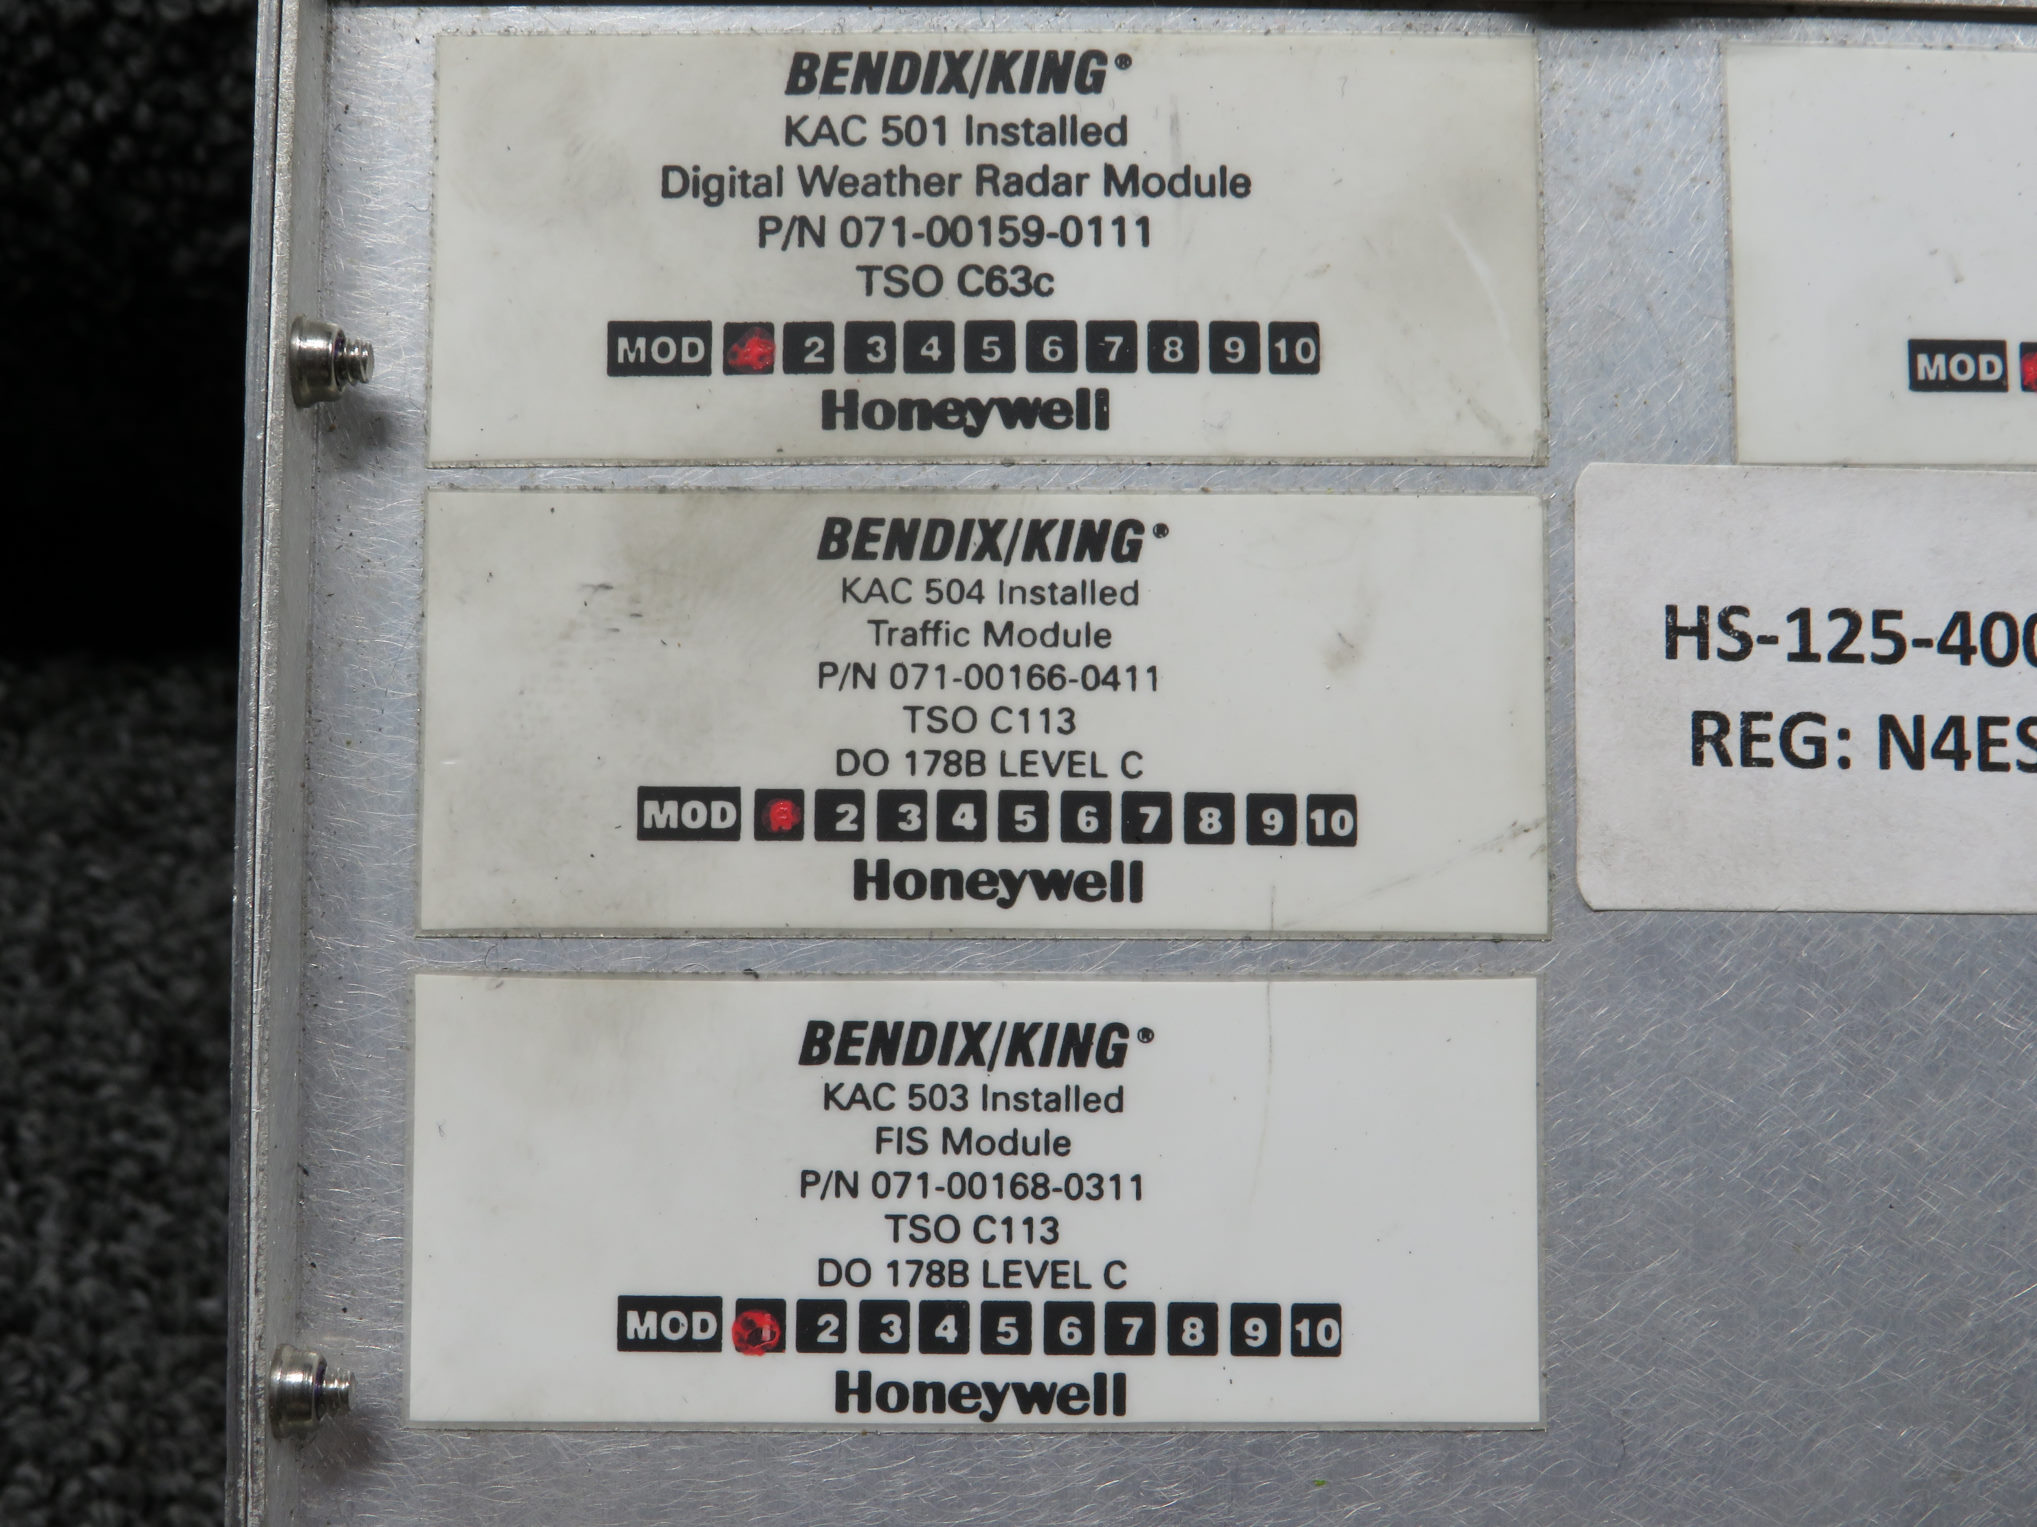 BENDIX/KING®
KAC 501 Installed
Digital Weather Radar Module
P/N 071-00159-0111
TSO C63c
MOD 2 3 4 5 6 7 8 9 10
Honeywell
BENDIX/KING®
KAC 504 Installed
Traffic Module
P/N 071-00166-0411
TSO C113
DO 178B LEVEL C
MOD 2 3 4 5 6 7 8 9 10
Honeywell
BENDIX/KING®
KAC 503 Installed
FIS Module
P/N 071-00168-0311
TSO C113
DO 178B LEVEL C
MOD 1 2 3 4 5 6 7 8 9 10
Honeywell
MOD
HS-125-400
REG: N4ES